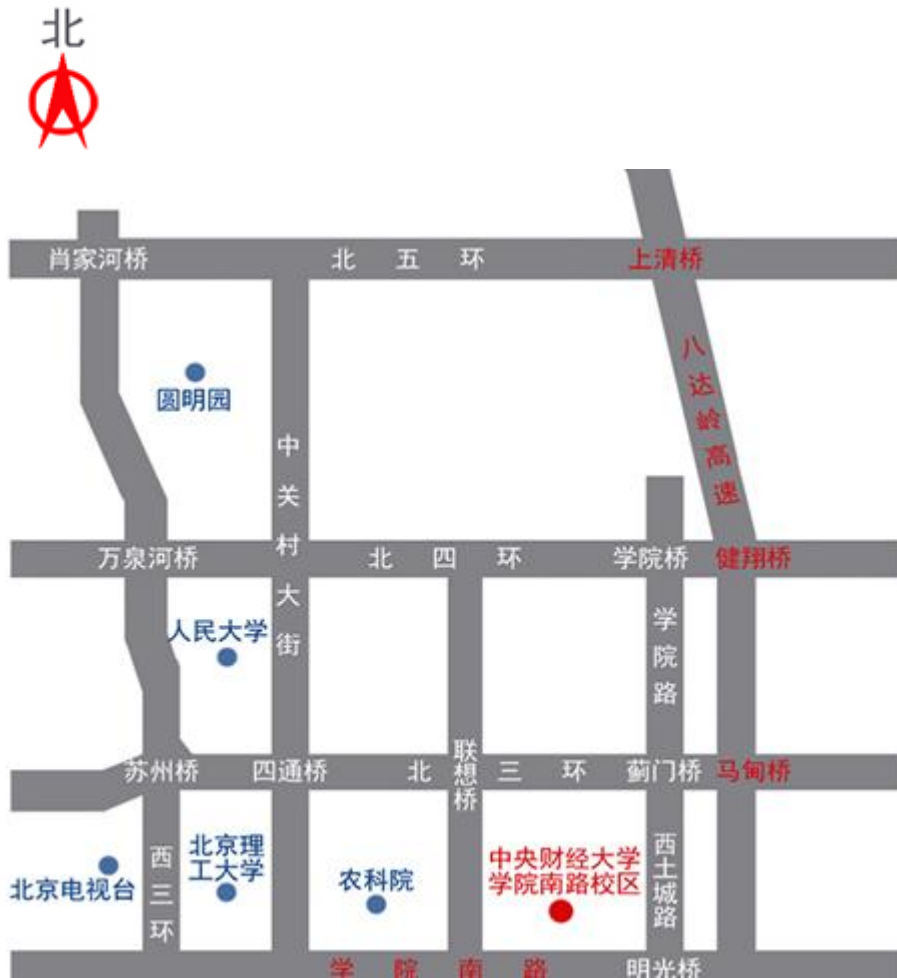 北
肖家河桥
北五环
上清桥
八达岭高速
圆明园
中关村大街
万泉河桥
北四环
学院桥
健翔桥
人民大学
学院路
苏州桥
四通桥
北三环
联想桥
蓟门桥
马甸桥
北京理
工大学
西三环
北京电视台
农科院
中央财经大学
学院南路校区
西土城路
学院南路
明光桥